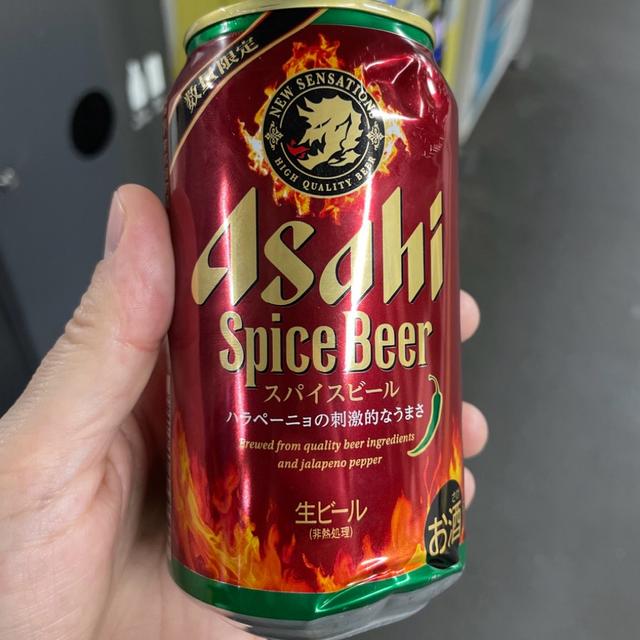 数量限定
NEW SENSATION
HIGH QUALITY BEER
Asahi
Spice Beer
スパイスビール
ハラペーニョの刺激的なうまさ
Brewed from quality beer ingredients
and jalapeno pepper
生ビール
(非熱処理)
さけ
お酒